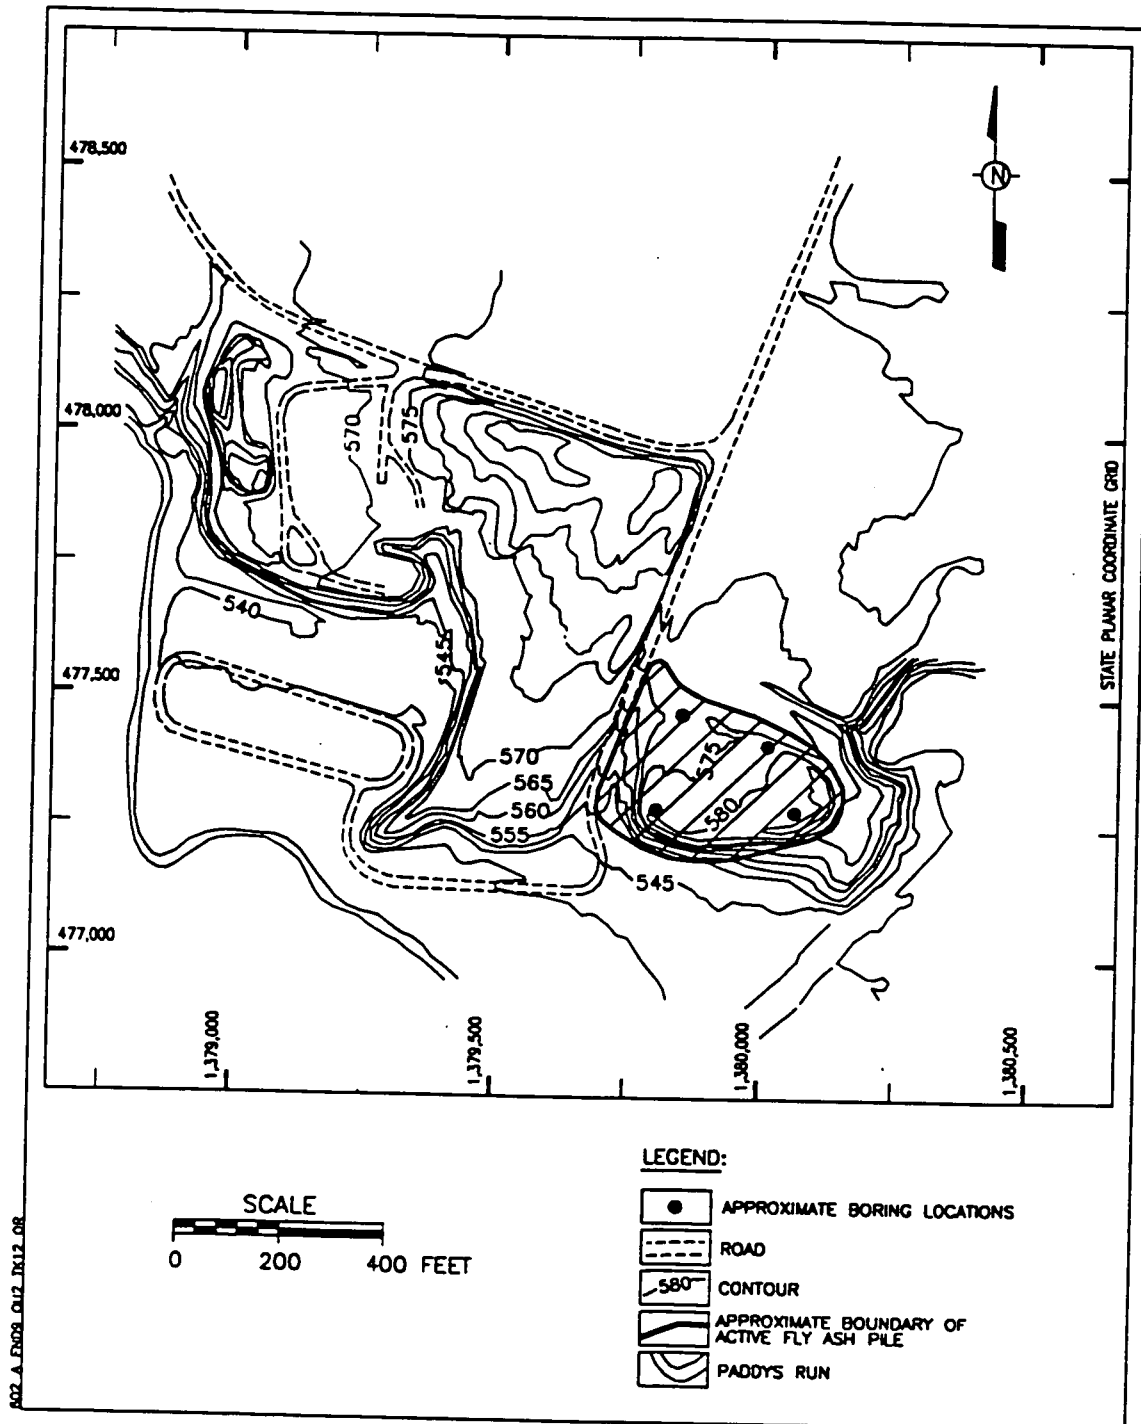 478,500
N
478,000
570
575
540
545
477,500
570
565
560
555
575
580
545
477,000
1,379,000
1,379,500
1,380,000
1,380,500
STATE PLANAR COORDINATE GRID
SCALE
0 200 400 FEET
LEGEND:
APPROXIMATE BORING LOCATIONS
ROAD
580 CONTOUR
APPROXIMATE BOUNDARY OF
ACTIVE FLY ASH PILE
PADDYS RUN